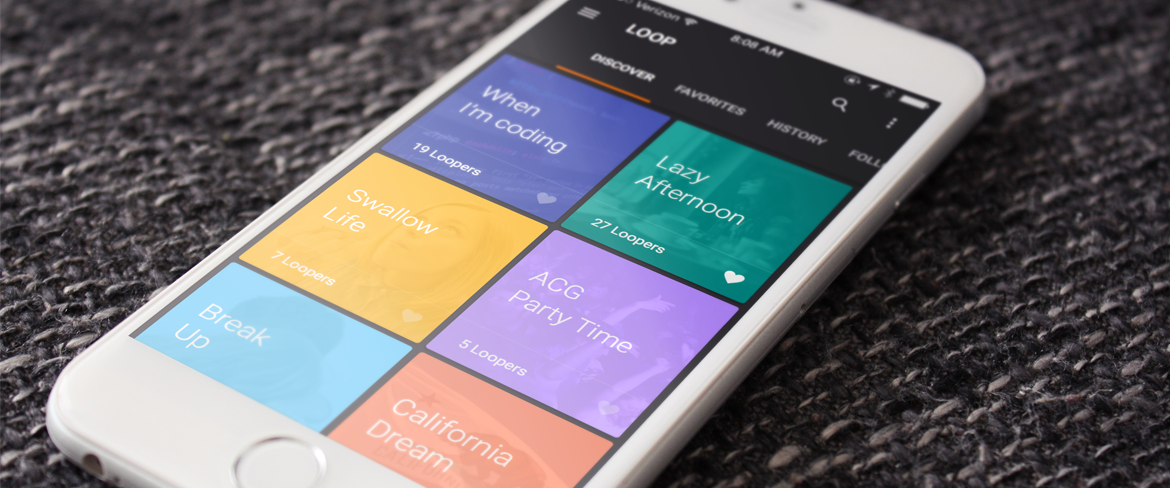 Verizon
8:08 AM
LOOP
DISCOVER
FAVORITES
HISTORY
When
I'm coding
19 Loopers
Lazy
Afternoon
27 Loopers
Swallow
Life
7 Loopers
ACG
Party Time
5 Loopers
Break
Up
California
Dream